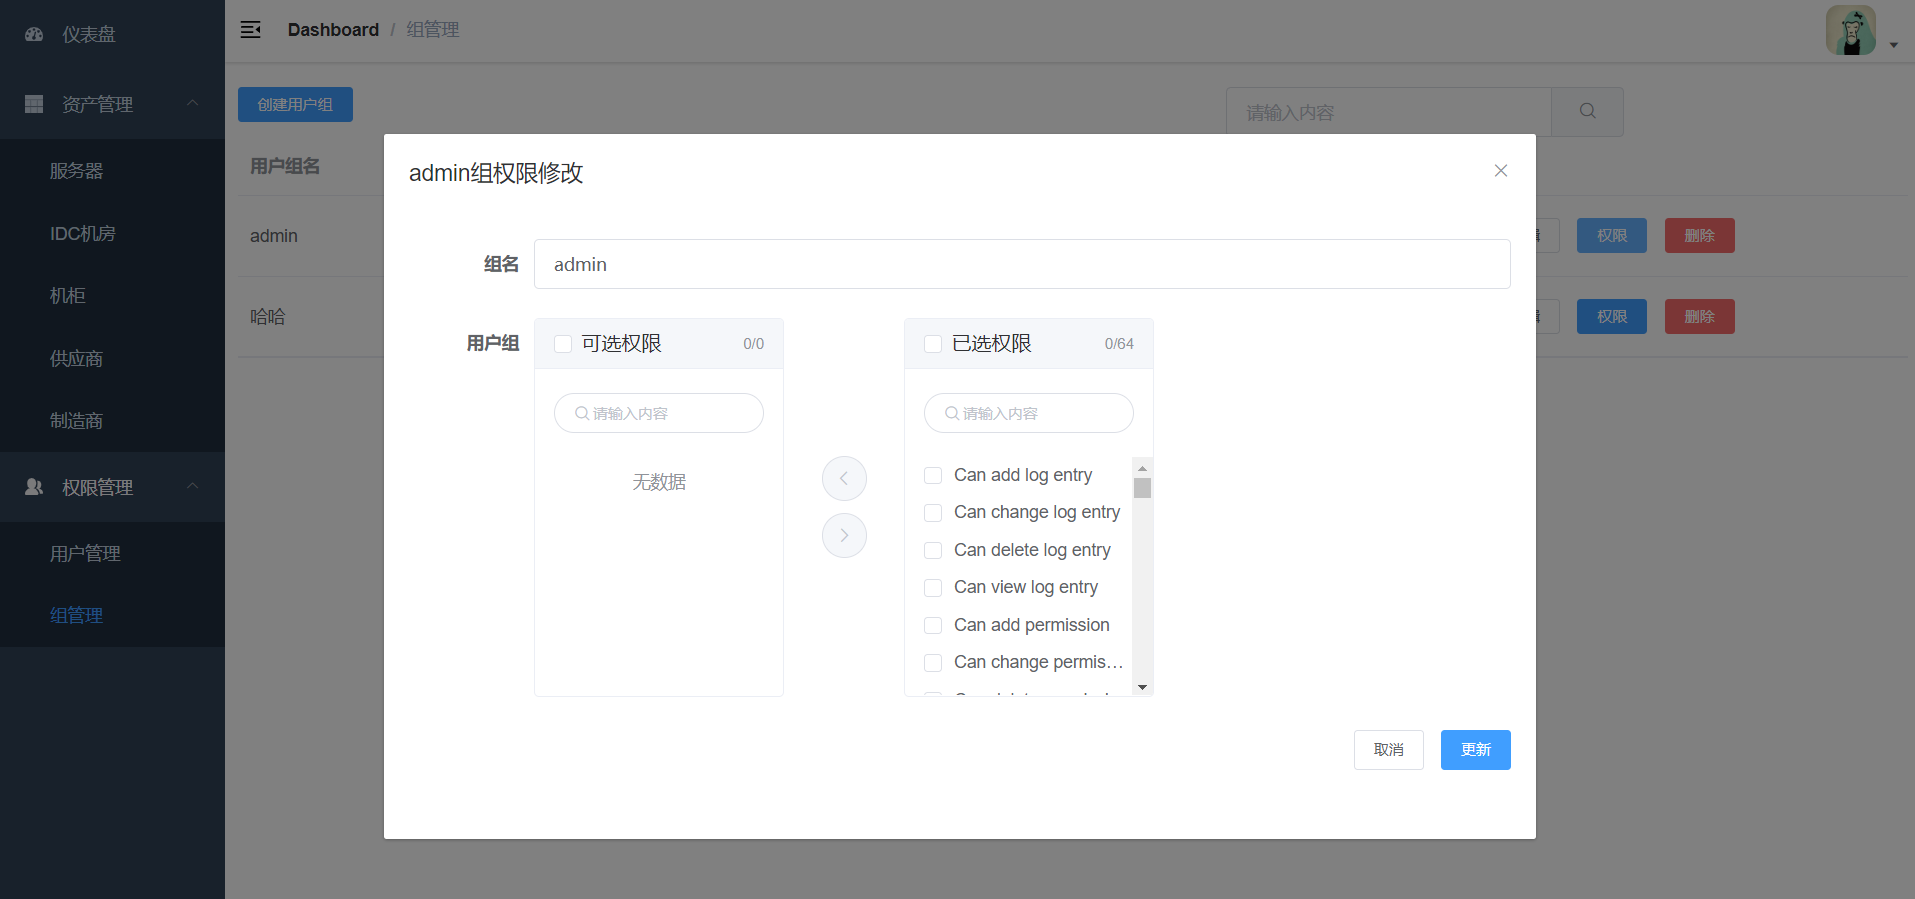 仪表盘
资产管理
服务器
IDC机房
机柜
供应商
制造商
权限管理
用户管理
组管理
Dashboard / 组管理
创建用户组
请输入内容
用户组名
admin
权限
删除
哈哈
权限
删除
admin组权限修改
组名
admin
用户组
可选权限
0/0
请输入内容
无数据
已选权限
0/64
请输入内容
Can add log entry
Can change log entry
Can delete log entry
Can view log entry
Can add permission
Can change permis…
取消
更新